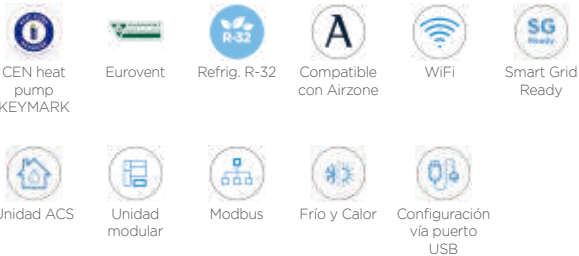 R-32
A
SG
Ready
CEN heat Eurovent Refrig. R-32 Compatible WiFi Smart Grid
pump con Airzone Ready
KEYMARK
Unidad ACS Unidad Modbus Frío y Calor Configuración
modular vía puerto
USB